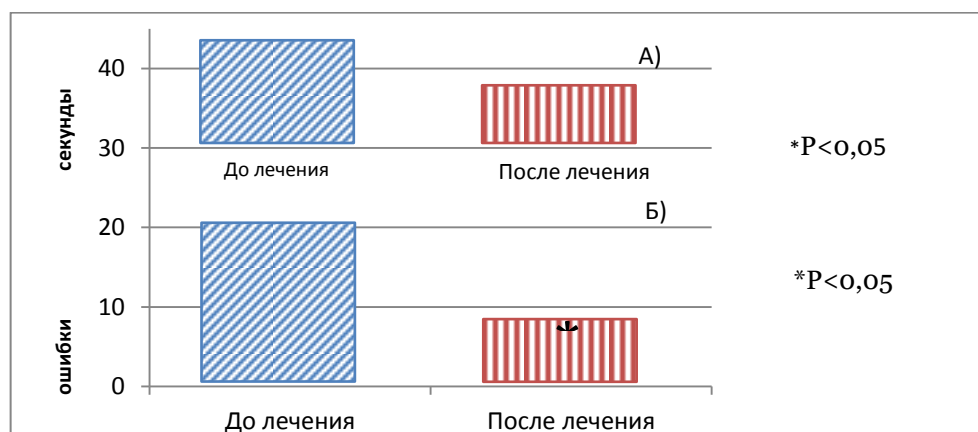 секунды
40
30
А)
До лечения
После лечения
*P<0,05
ошибки
20
10
0
Б)
*
До лечения
После лечения
*P<0,05